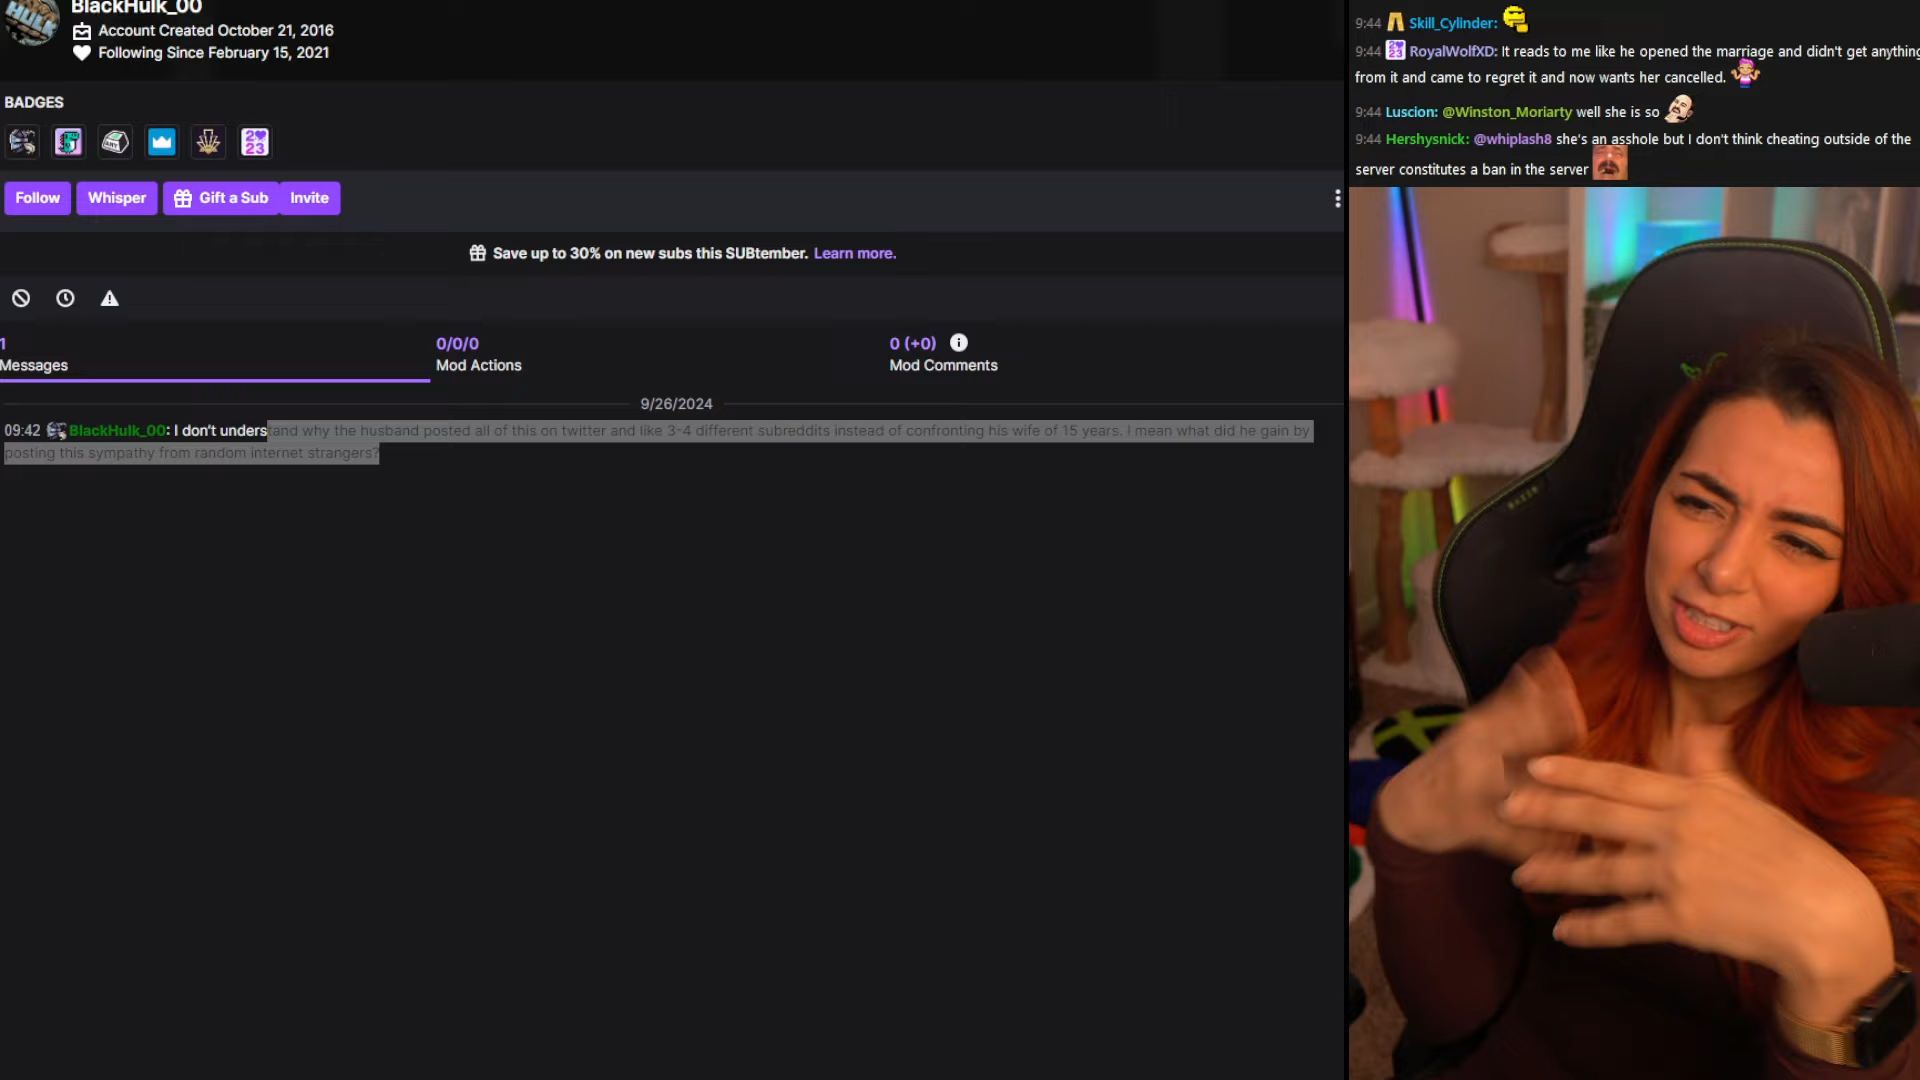 BlackHulk_00
Account Created October 21, 2016
Following Since February 15, 2021
BADGES
Follow
Whisper
Gift a Sub
Invite
Save up to 30% on new subs this SUBtember. Learn more.
1
Messages
0/0/0
Mod Actions
0 (+0)
Mod Comments
9/26/2024
09:42 BlackHulk_00: I don't understand why the husband posted all of this on twitter and like 3-4 different subreddits instead of confronting his wife of 15 years. I mean what did he gain by
posting this sympathy from random internet strangers?
9:44 Skill_Cylinder:
9:44 RoyalWolfXD: It reads to me like he opened the marriage and didn't get anything
from it and came to regret it and now wants her cancelled.
9:44 Luscion: @Winston_Moriarty well she is so
9:44 Hershysnick: @whiplash8 she's an asshole but I don't think cheating outside of the
server constitutes a ban in the server
RAZER